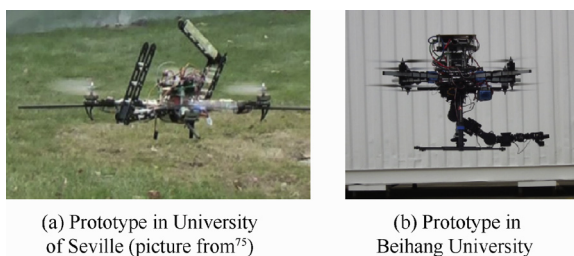 (a) Prototype in University
of Seville (picture from⁷⁵)
(b) Prototype in
Beihang University